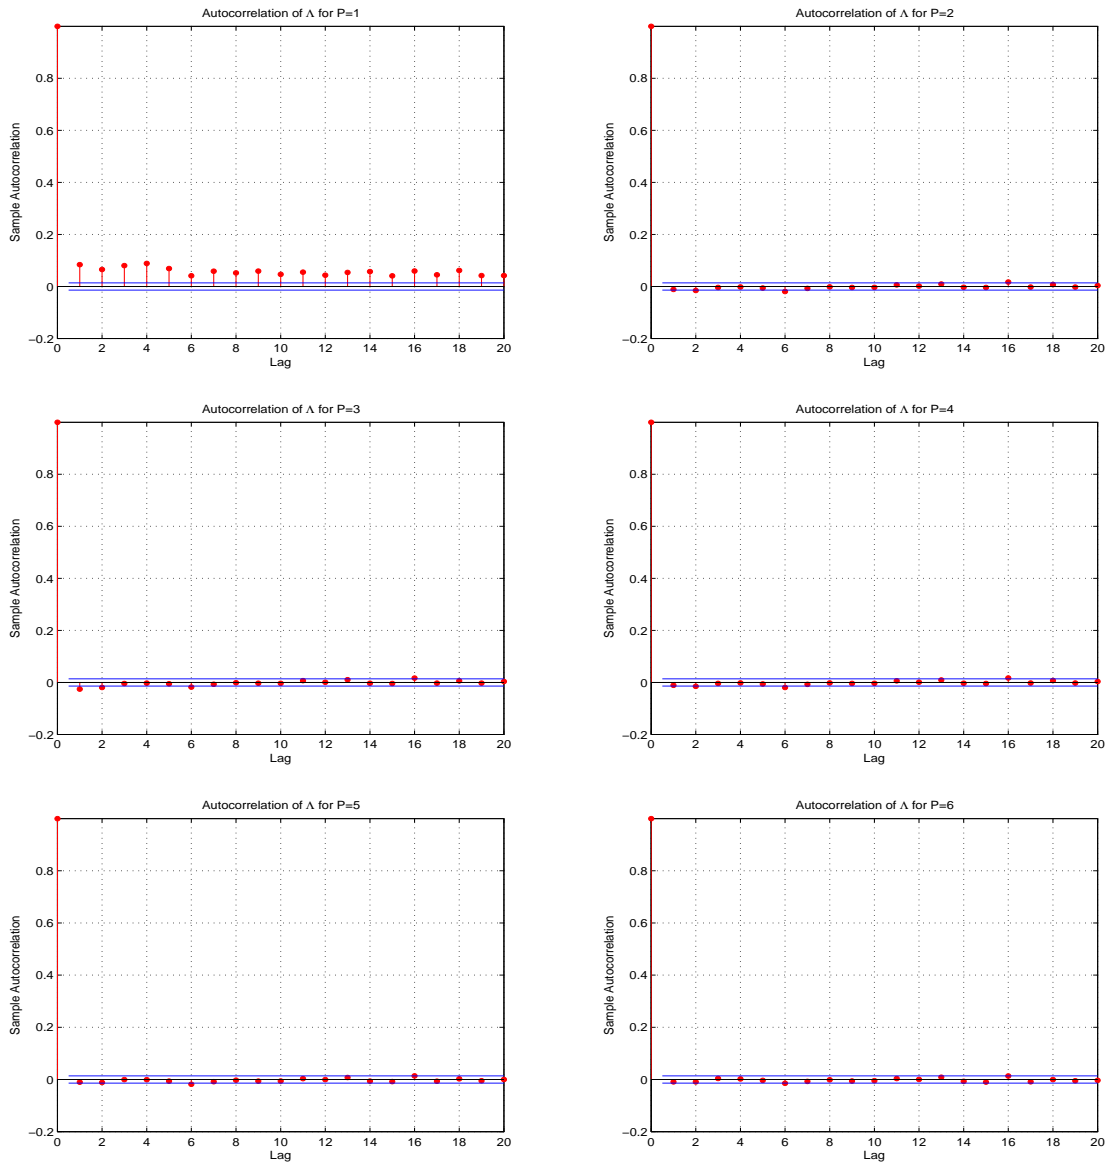 Autocorrelation of Λ for P=1
Sample Autocorrelation
0.8
0.6
0.4
0.2
0
−0.2
0 2 4 6 8 10 12 14 16 18 20
Lag
Autocorrelation of Λ for P=2
Sample Autocorrelation
0.8
0.6
0.4
0.2
0
−0.2
0 2 4 6 8 10 12 14 16 18 20
Lag
Autocorrelation of Λ for P=3
Sample Autocorrelation
0.8
0.6
0.4
0.2
0
−0.2
0 2 4 6 8 10 12 14 16 18 20
Lag
Autocorrelation of Λ for P=4
Sample Autocorrelation
0.8
0.6
0.4
0.2
0
−0.2
0 2 4 6 8 10 12 14 16 18 20
Lag
Autocorrelation of Λ for P=5
Sample Autocorrelation
0.8
0.6
0.4
0.2
0
−0.2
0 2 4 6 8 10 12 14 16 18 20
Lag
Autocorrelation of Λ for P=6
Sample Autocorrelation
0.8
0.6
0.4
0.2
0
−0.2
0 2 4 6 8 10 12 14 16 18 20
Lag